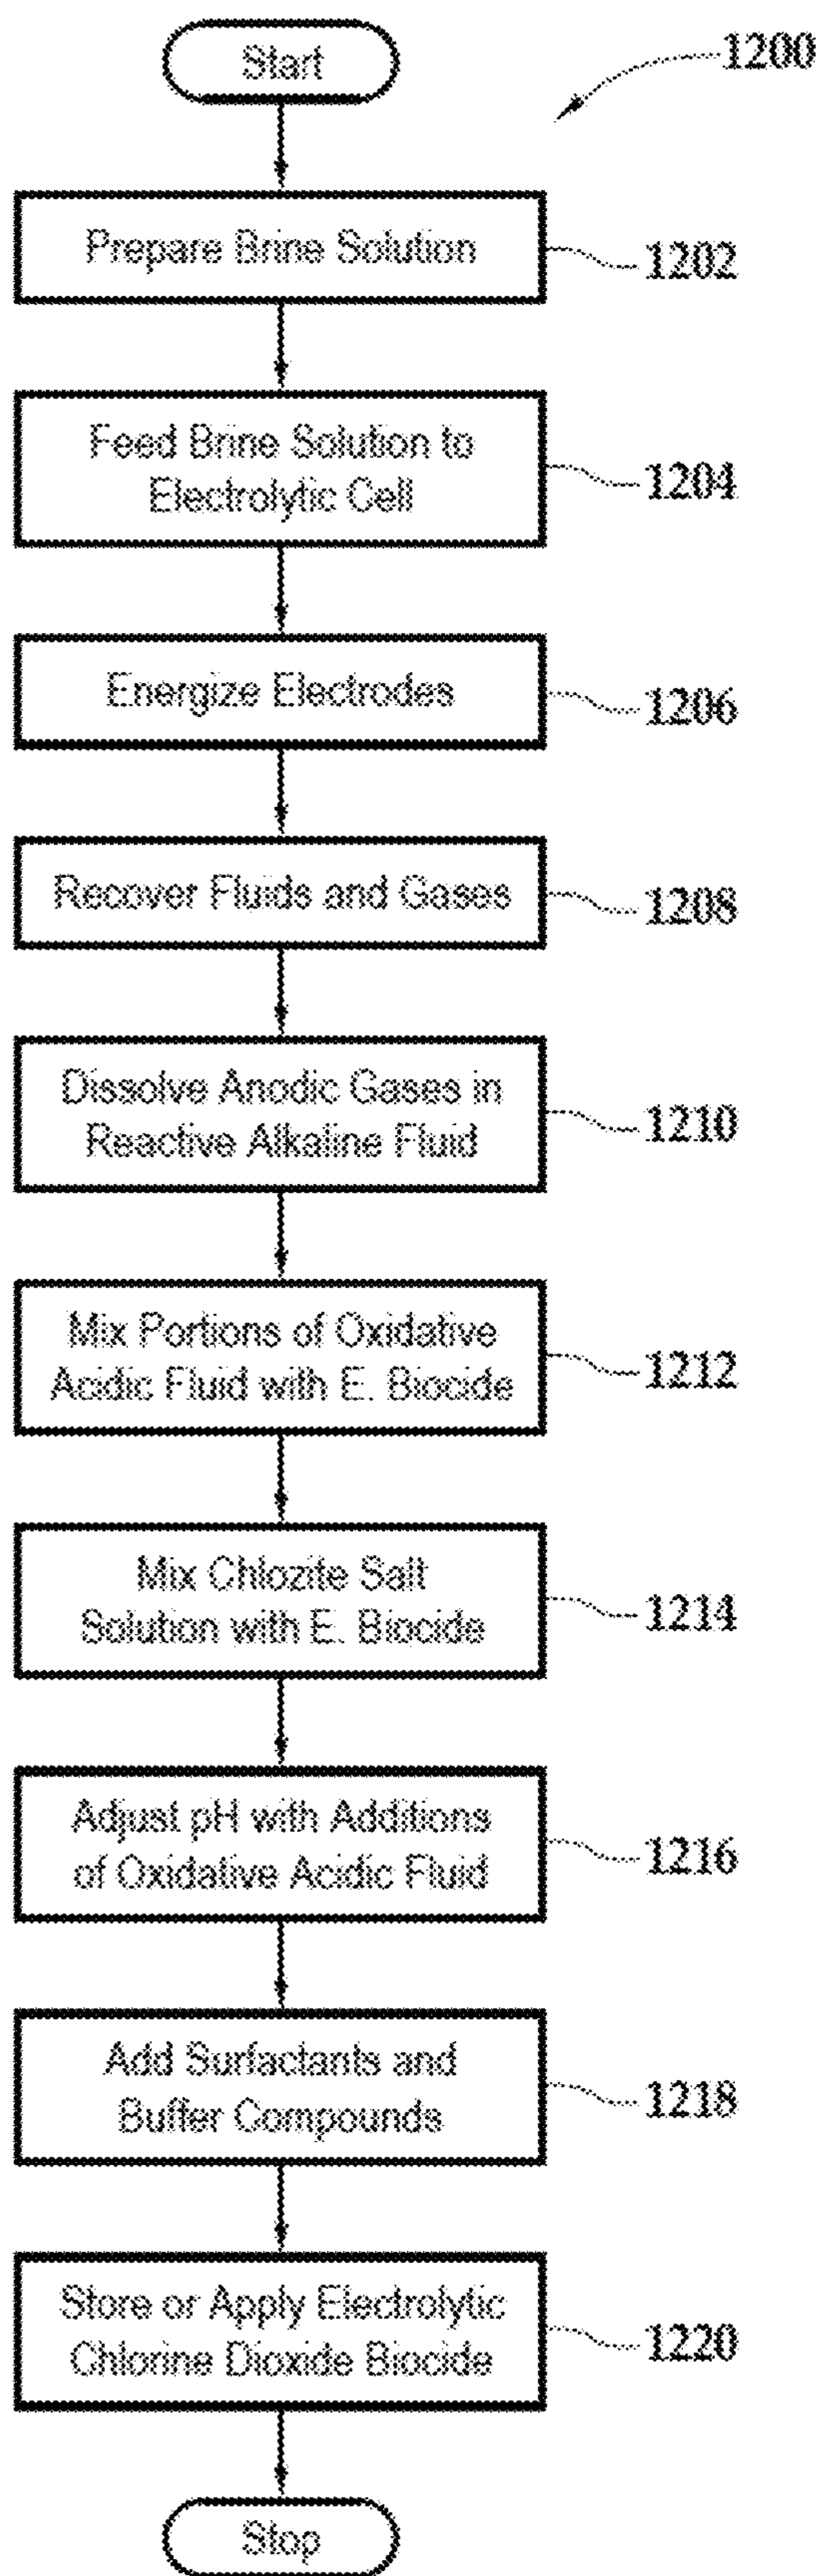 Start
1200
Prepare Brine Solution
1202
Feed Brine Solution to
Electrolytic Cell
1204
Energize Electrodes
1206
Recover Fluids and Gases
1208
Dissolve Anodic Gases in
Reactive Alkaline Fluid
1210
Mix Portions of Oxidative
Acidic Fluid with E. Biocide
1212
Mix Chlozite Salt
Solution with E. Biocide
1214
Adjust pH with Additions
of Oxidative Acidic Fluid
1216
Add Surfactants and
Buffer Compounds
1218
Store or Apply Electrolytic
Chlorine Dioxide Biocide
1220
Stop